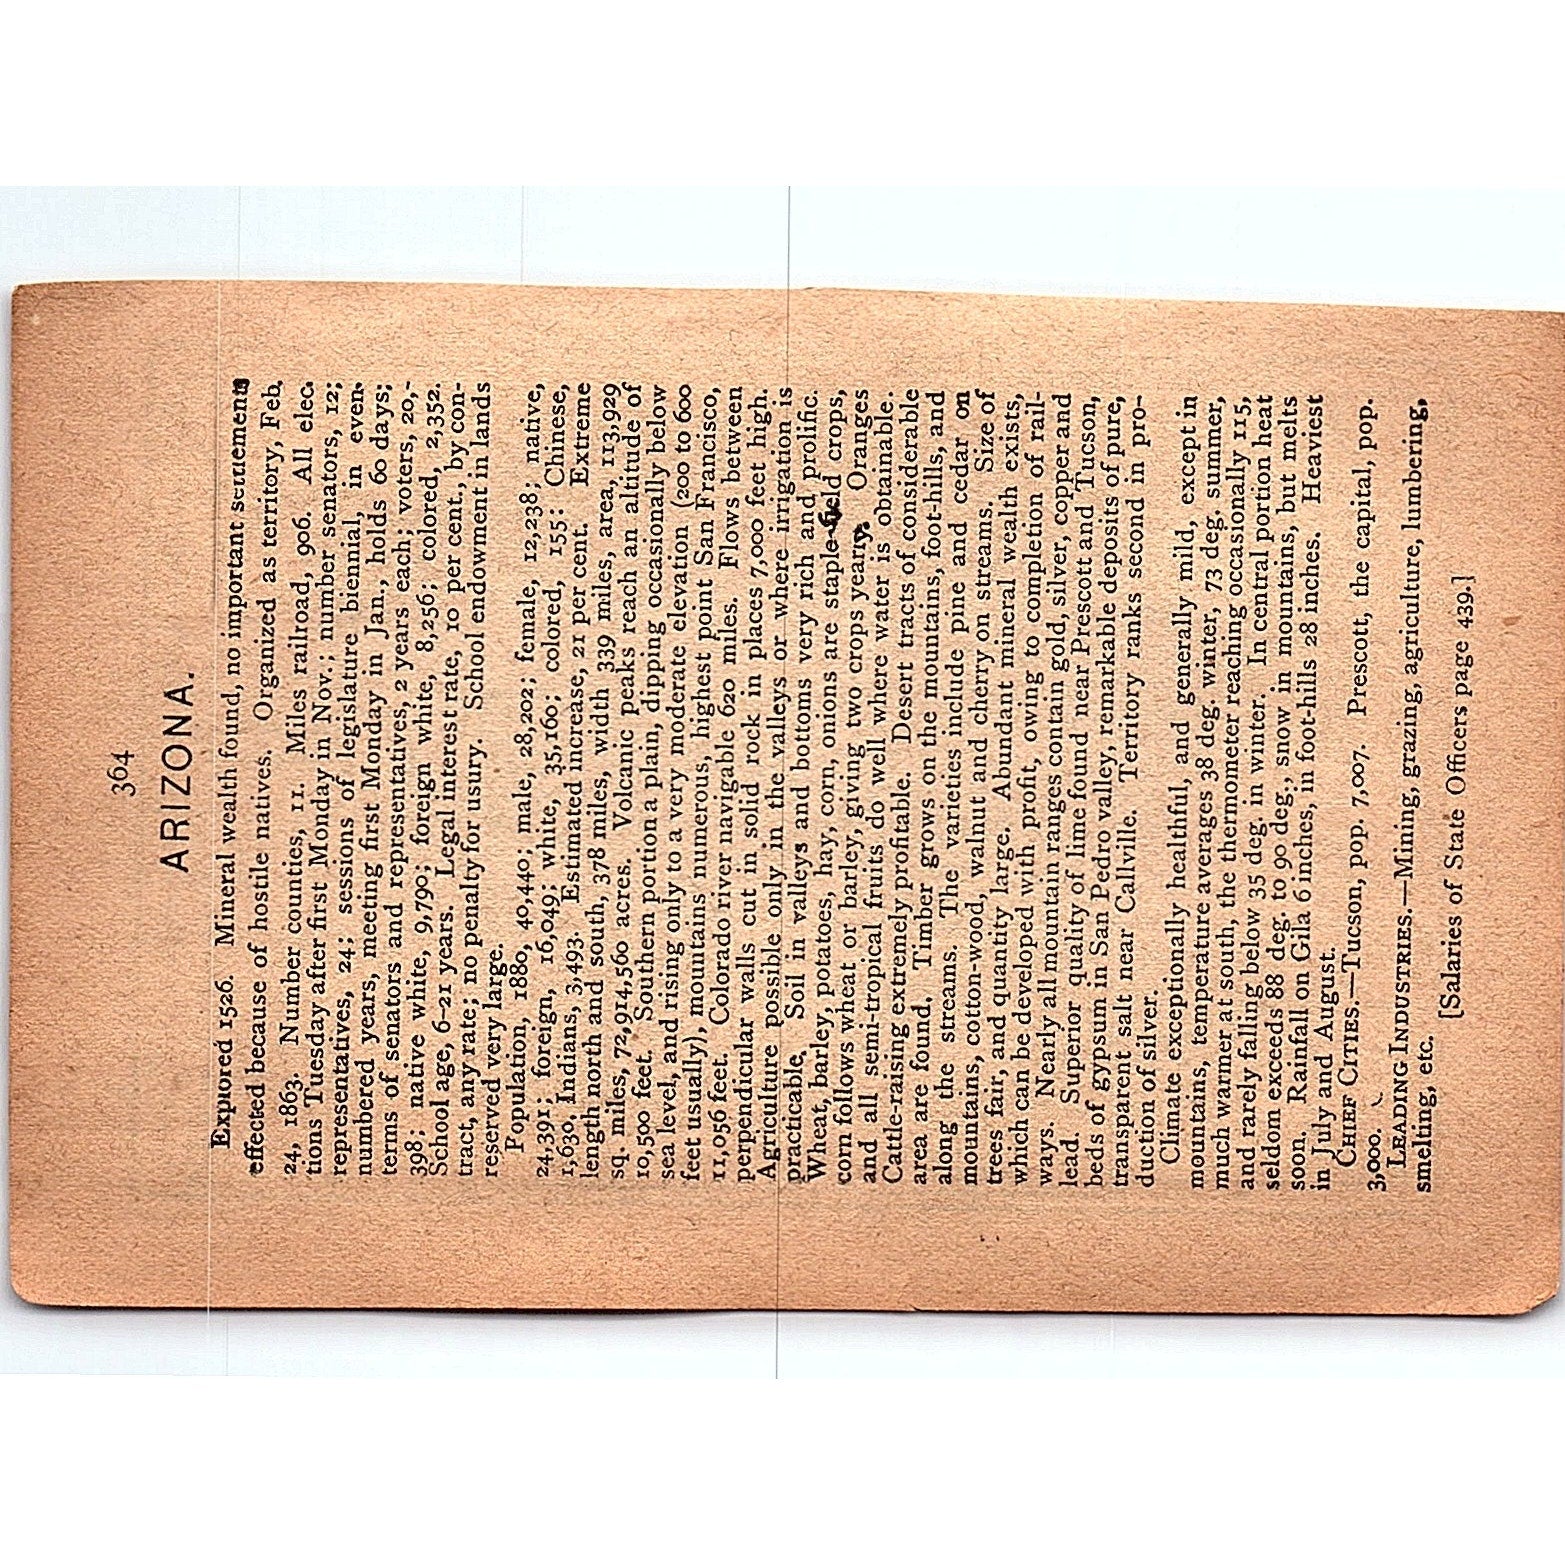 364
ARIZONA.
Explored 1526. Mineral wealth found, no important settlements
effected because of hostile natives. Organized as territory, Feb.
24, 1863. Number counties, 11. Miles railroad, 906. All elec-
tions Tuesday after first Monday in Nov.; number senators, 12;
representatives, 24; sessions of legislature biennial, in even-
numbered years, meeting first Monday in Jan., holds 60 days;
terms of senators and representatives, 2 years each; voters, 20,-
398; native white, 9,790; foreign white, 8,256; colored, 2,352.
School age, 6-21 years. Legal interest rate, 10 per cent., by con-
tract, any rate; no penalty for usury. School endowment in lands
reserved very large.
Population, 1880, 40,440; male, 28,202; female, 12,238; native,
24,391; foreign, 16,049; white, 35,160; colored, 155; Chinese,
1,630, Indians, 3,493. Estimated increase, 21 per cent. Extreme
length north and south, 378 miles, width 339 miles, area, 113,929
sq. miles, 72,914,560 acres. Volcanic peaks reach an altitude of
10,500 feet. Southern portion a plain, dipping occasionally below
sea level, and rising only to a very moderate elevation (200 to 600
feet usually), mountains numerous, highest point San Francisco,
11,056 feet. Colorado river navigable 620 miles. Flows between
perpendicular walls cut in solid rock in places 7,000 feet high.
Agriculture possible only in the valleys or where irrigation is
practicable. Soil in valleys and bottoms very rich and prolific.
Wheat, barley, potatoes, hay, corn, onions are staple field crops,
corn follows wheat or barley, giving two crops yearly. Oranges
and all semi-tropical fruits do well where water is obtainable.
Cattle-raising extremely profitable. Desert tracts of considerable
area are found. Timber grows on the mountains, foot-hills, and
along the streams. The varieties include pine and cedar on
mountains, cotton-wood, walnut and cherry on streams. Size of
trees fair, and quantity large. Abundant mineral wealth exists,
which can be developed with profit, owing to completion of rail-
ways. Nearly all mountain ranges contain gold, silver, copper and
lead. Superior quality of lime found near Prescott and Tucson,
beds of gypsum in San Pedro valley, remarkable deposits of pure,
transparent salt near Callville. Territory ranks second in pro-
duction of silver.
Climate exceptionally healthful, and generally mild, except in
mountains, temperature averages 38 deg. winter, 73 deg. summer,
much warmer at south, the thermometer reaching occasionally 115,
and rarely falling below 35 deg. in winter. In central portion heat
seldom exceeds 88 deg. to 90 deg., snow in mountains, but melts
soon. Rainfall on Gila 6 inches, in foot-hills 28 inches. Heaviest
in July and August.
CHIEF CITIES.—Tucson, pop. 7,007. Prescott, the capital, pop.
3,000.
LEADING INDUSTRIES.—Mining, grazing, agriculture, lumbering,
smelting, etc.
[Salaries of State Officers page 439.]